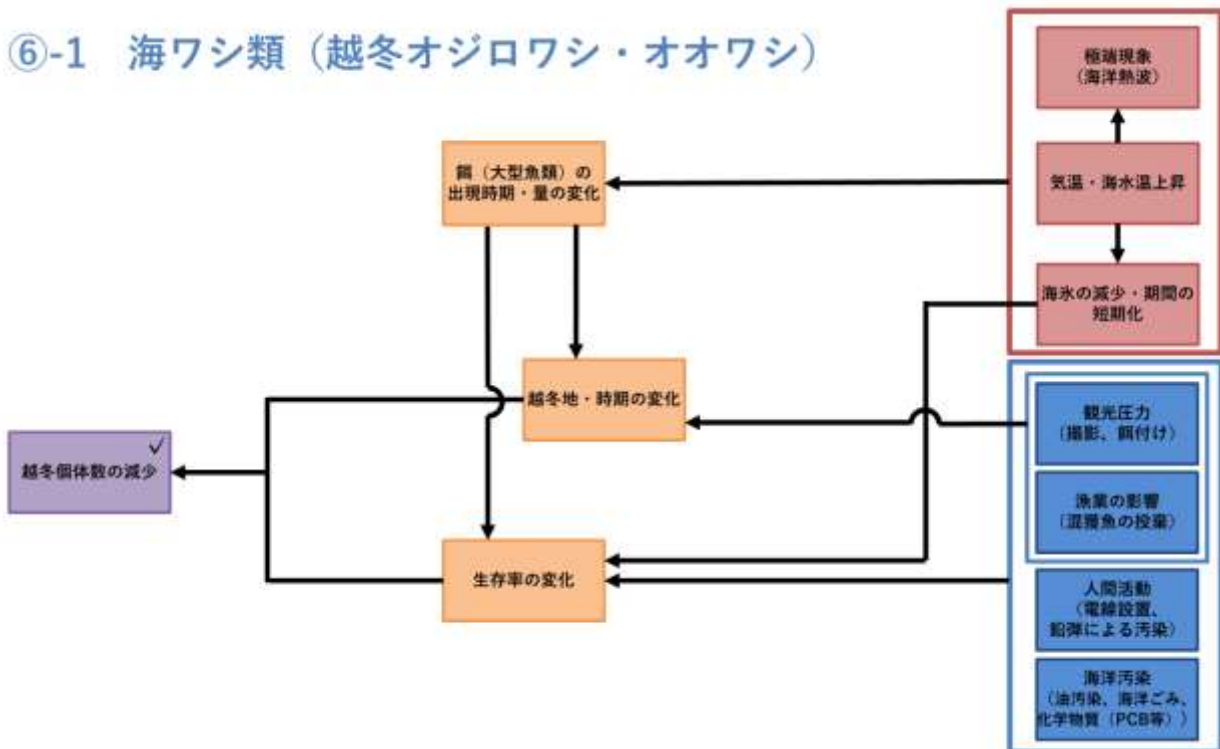 ⑥-1 海ワシ類（越冬オジロワシ・オオワシ）
極端現象
（海洋熱波）
餌（大型魚類）の
出現時期・量の変化
気温・海水温上昇
海氷の減少・期間の
短期化
越冬地・時期の変化
観光圧力
（撮影、餌付け）
越冬個体数の減少
✓
漁業の影響
（混獲魚の投棄）
生存率の変化
人間活動
（電線設置、
鉛弾による汚染）
海洋汚染
（油汚染、海洋ごみ、
化学物質（PCB等））